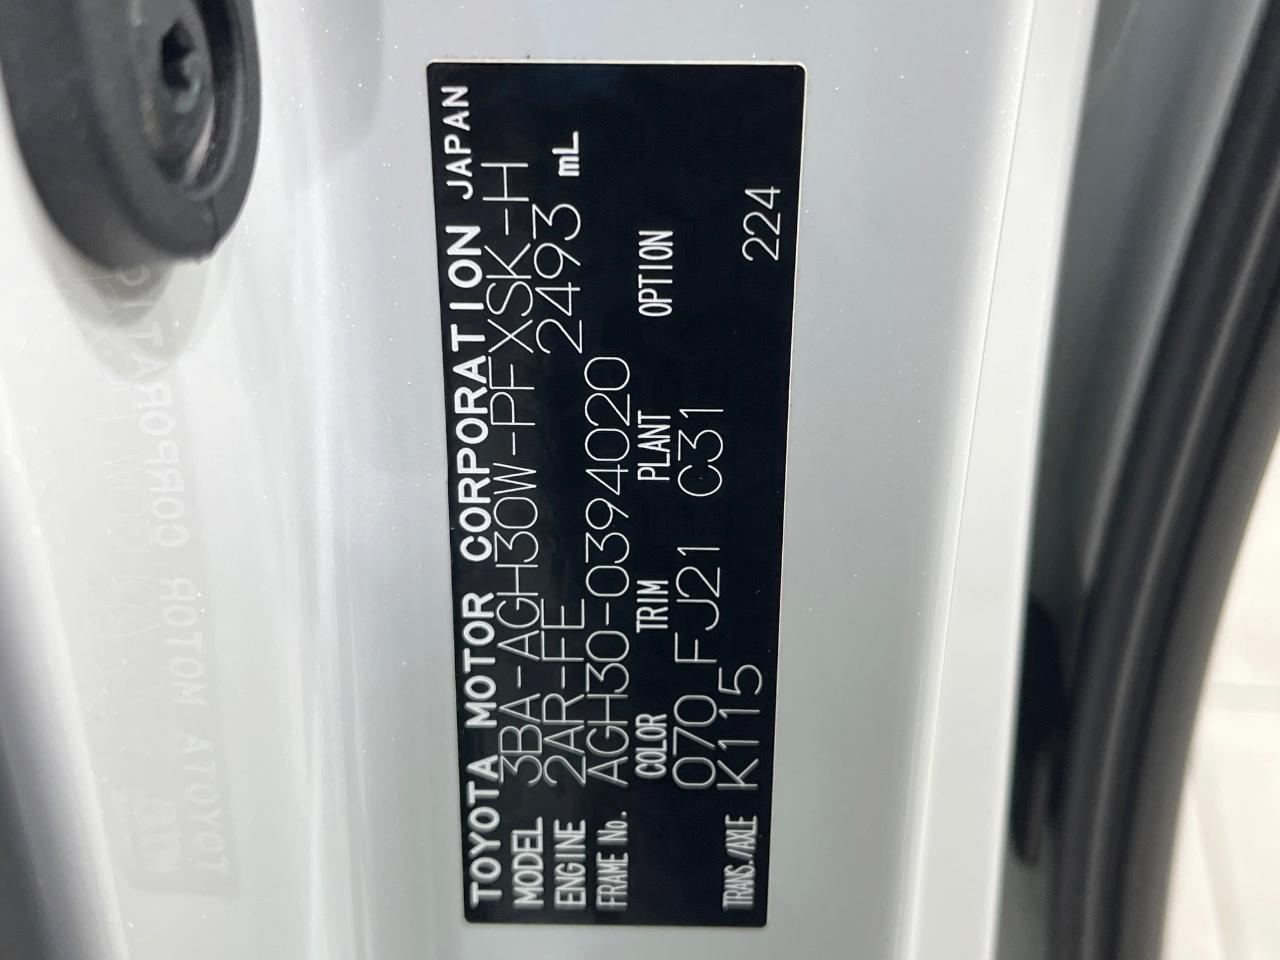 TOYOTA MOTOR CORPORATION JAPAN
MODEL 3BA-AGH30W-PFXSK-H
ENGINE 2AR-FE 2493 mL
FRAME No. AGH30-0394020
COLOR TRIM PLANT OPTION
070 FJ21 C31
TRANS./AXLE K115 224